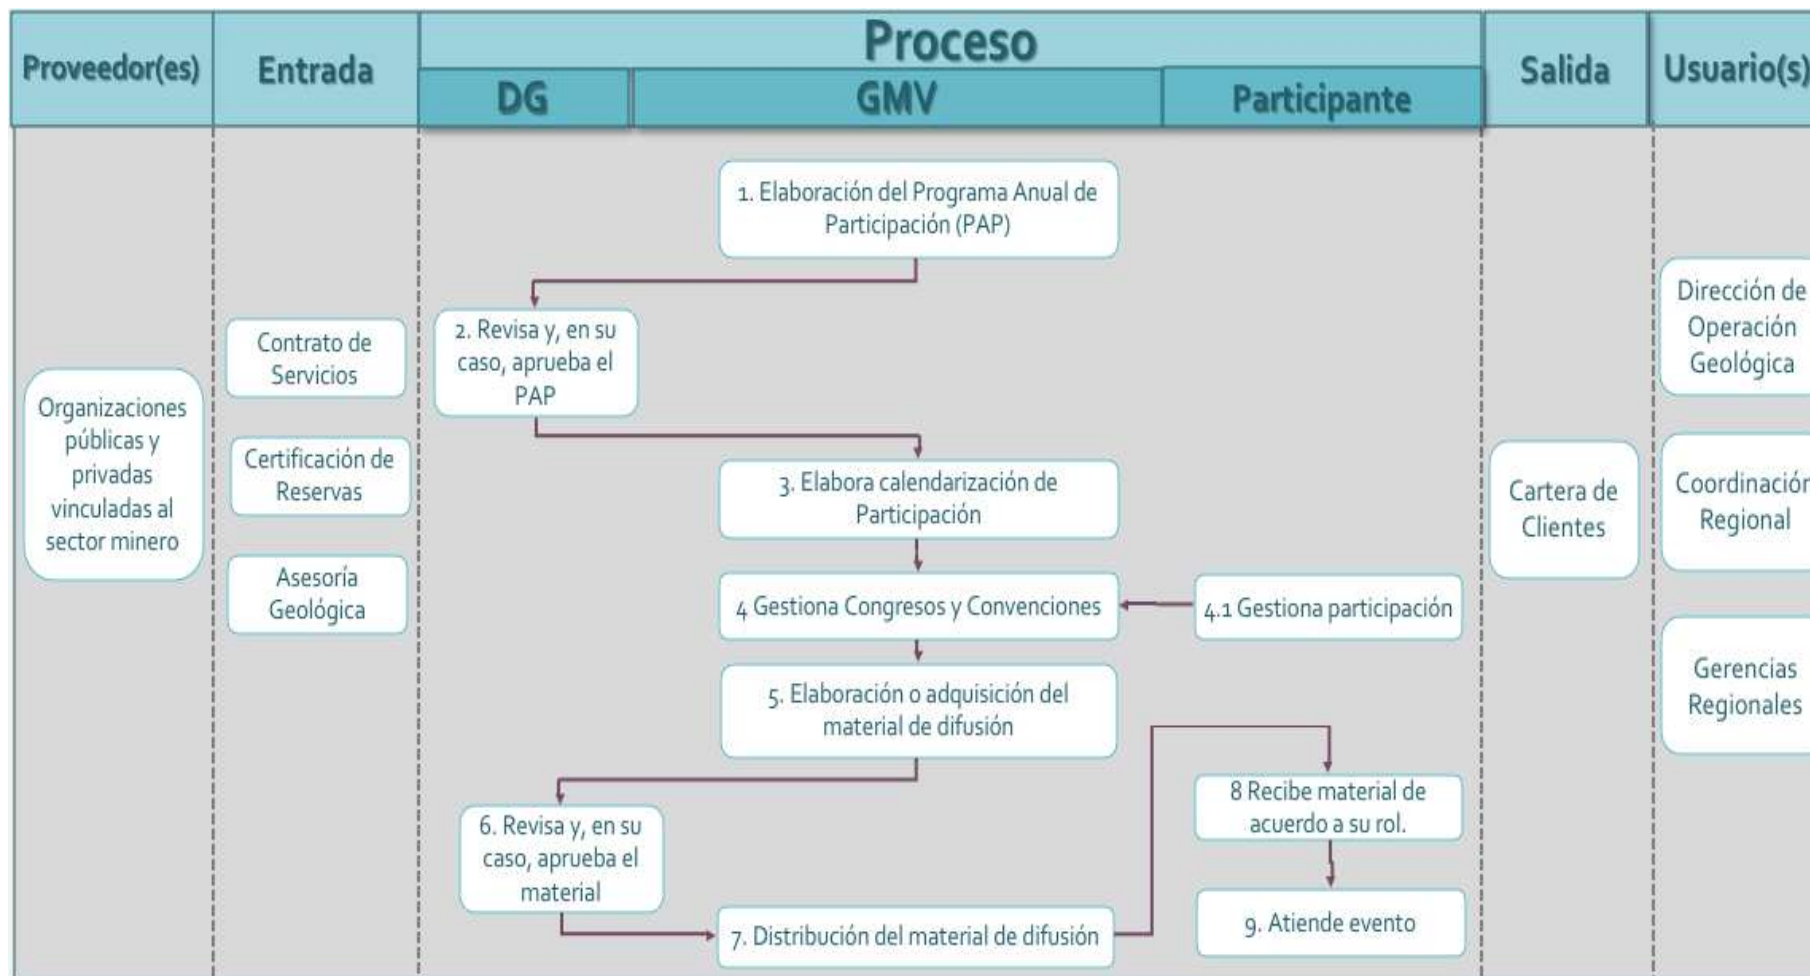 Proceso
Proveedor(es)
Entrada
DG
GMV
Participante
Salida
Usuario(s)
Organizaciones
públicas y
privadas
vinculadas al
sector minero
Contrato de
Servicios
Certificación de
Reservas
Asesoría
Geológica
1. Elaboración del Programa Anual de
Participación (PAP)
2. Revisa y, en su
caso, aprueba el
PAP
3. Elabora calendarización de
Participación
4 Gestiona Congresos y Convenciones
4.1 Gestiona participación
5. Elaboración o adquisición del
material de difusión
6. Revisa y, en su
caso, aprueba el
material
7. Distribución del material de difusión
8 Recibe material de
acuerdo a su rol.
9. Atiende evento
Cartera de
Clientes
Dirección de
Operación
Geológica
Coordinación
Regional
Gerencias
Regionales